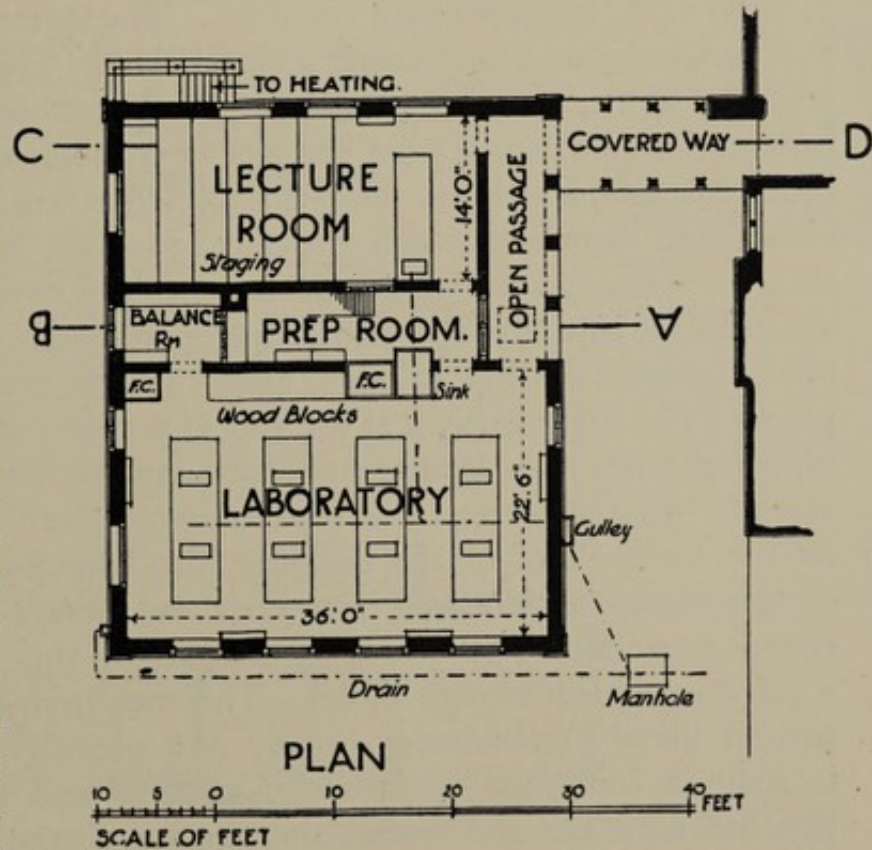 TO HEATING.
C
D
COVERED WAY
LECTURE
ROOM
Staging
14'.0"
OPEN PASSAGE
B
A
BALANCE
Rm
PREP ROOM.
F.C.
F.C.
Sink
Wood Blocks
LABORATORY
22'.6"
Gulley
36'.0"
Drain
Manhole
PLAN
10 5 0 10 20 30 40 FEET
SCALE OF FEET